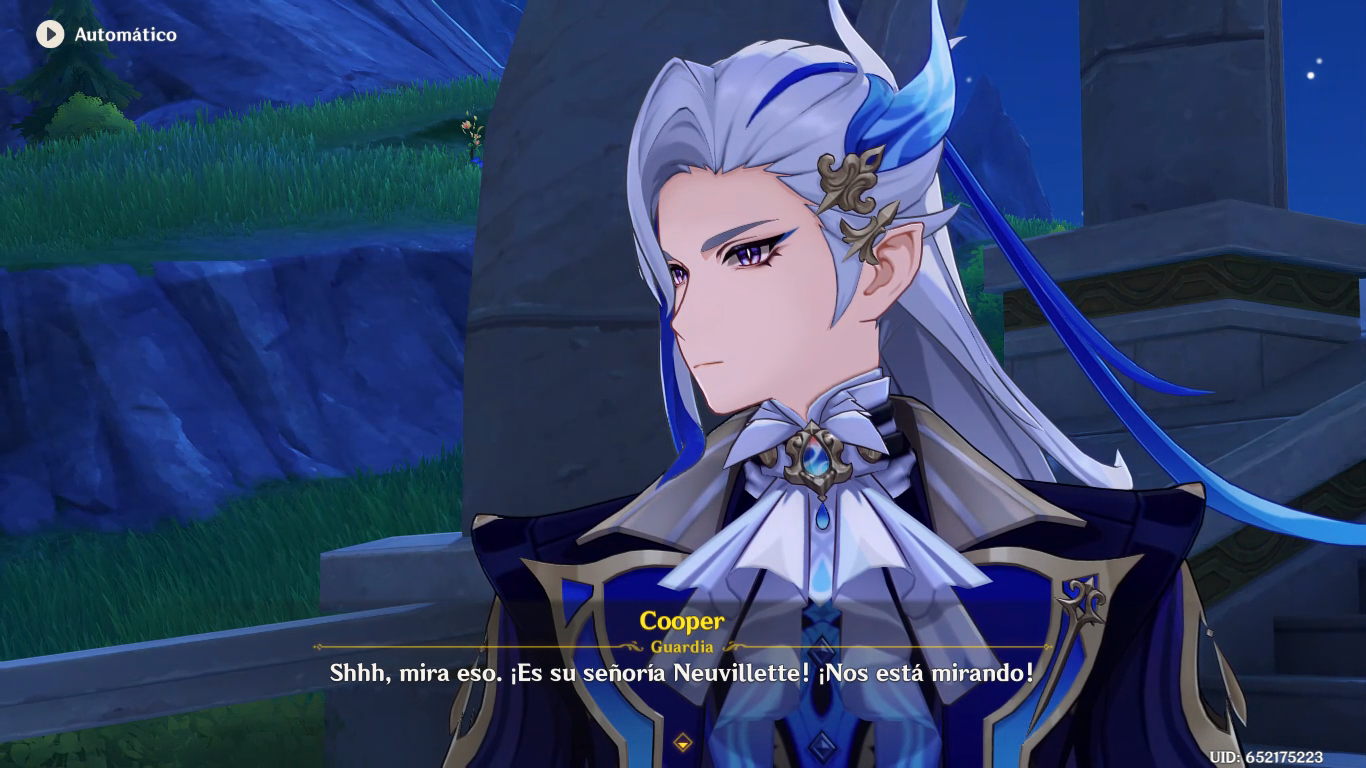 Automático
Cooper
Guardia
Shhh, mira eso. ¡Es su señoría Neuvillette! ¡Nos está mirando!
UID: 652175223